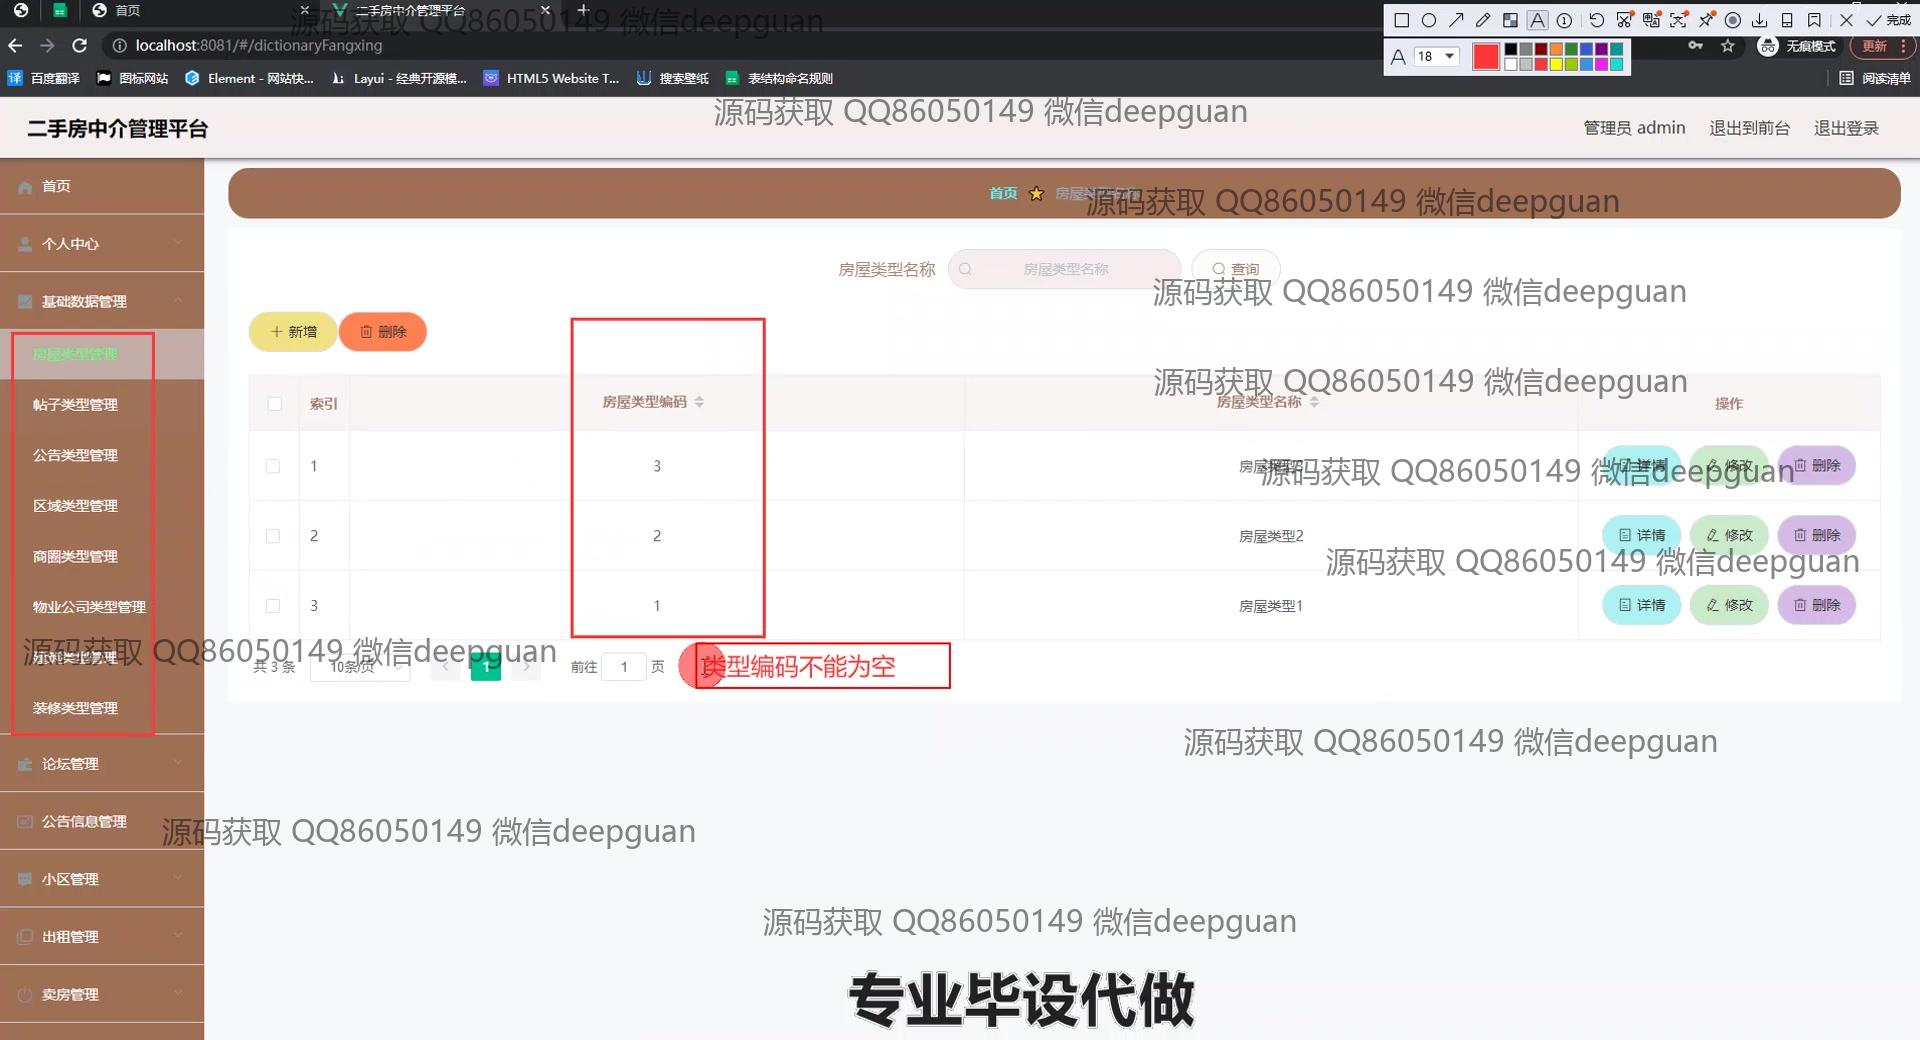 首页
二手房中介管理平台
源码获取 QQ86050149 微信deepguan
完成
localhost:8081/#/dictionaryFangxing
无痕模式
更新
A 18
百度翻译
图标网站
Element - 网站快...
Layui - 经典开源模...
HTML5 Website T...
搜索壁纸
表结构命名规则
阅读清单
源码获取 QQ86050149 微信deepguan
二手房中介管理平台
管理员 admin
退出到前台
退出登录
首页
个人中心
基础数据管理
房屋类型管理
帖子类型管理
公告类型管理
区域类型管理
商圈类型管理
物业公司类型管理
装修类型管理
论坛管理
公告信息管理
小区管理
出租管理
卖房管理
首页
源码获取 QQ86050149 微信deepguan
房屋类型名称
房屋类型名称
查询
源码获取 QQ86050149 微信deepguan
新增
删除
源码获取 QQ86050149 微信deepguan
索引
房屋类型编码
房屋类型名称
操作
1
3
详情
修改
删除
源码获取 QQ86050149 微信deepguan
2
2
房屋类型2
详情
修改
删除
源码获取 QQ86050149 微信deepguan
3
1
房屋类型1
详情
修改
删除
源码获取 QQ86050149 微信deepguan
共 3 条
10条/页
1
前往
1
页
类型编码不能为空
源码获取 QQ86050149 微信deepguan
源码获取 QQ86050149 微信deepguan
源码获取 QQ86050149 微信deepguan
专业毕设代做